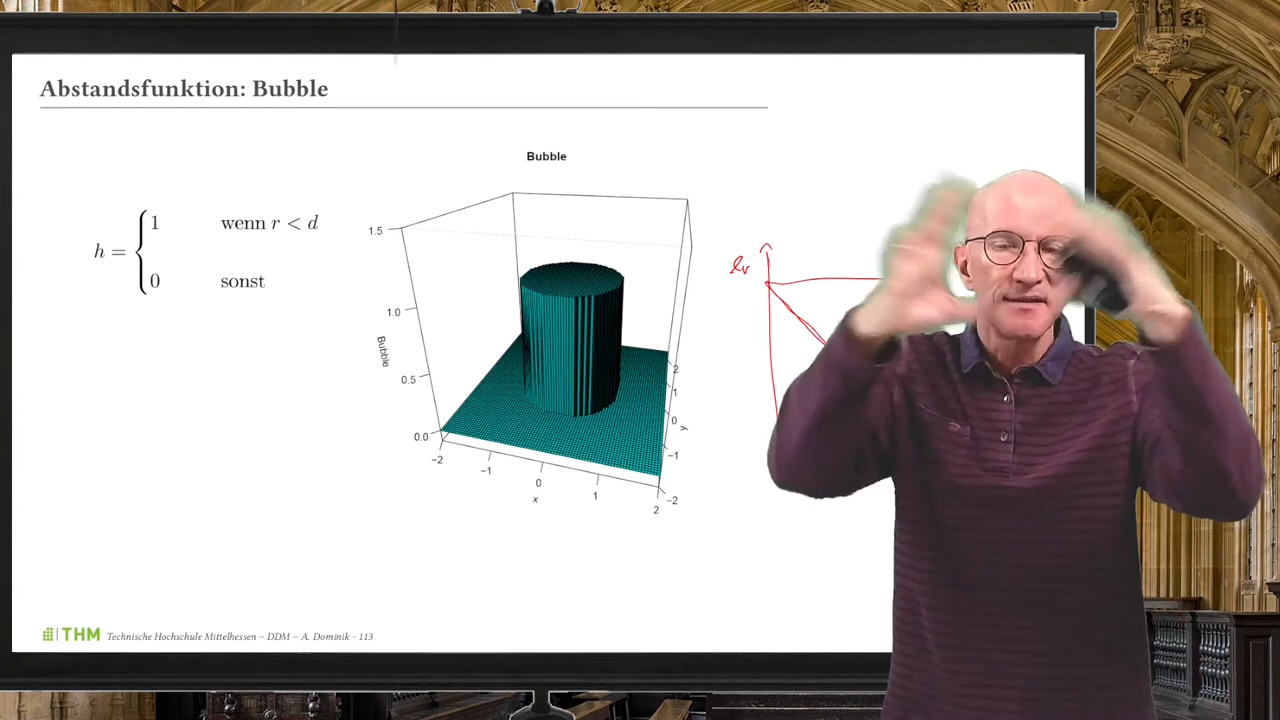 Abstandsfunktion: Bubble
Bubble
h = { 1 wenn r < d
0 sonst
1.5
1.0
0.5
0.0
Bubble
−2
−1
0
1
2
x
2
1
0
−1
−2
y
THM Technische Hochschule Mittelhessen – DDM – A. Dominik - 113